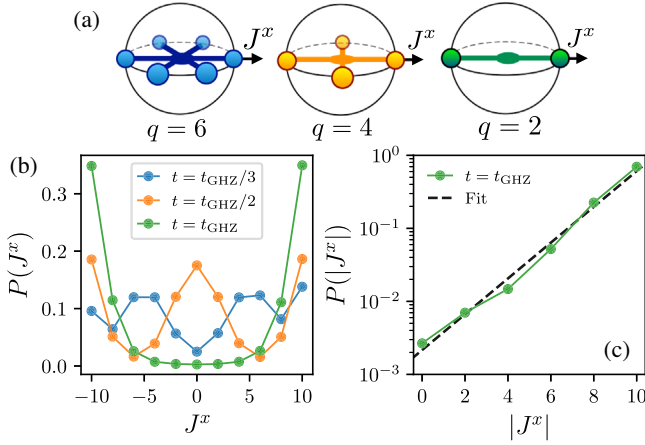 (a)
J^x J^x J^x
q = 6 q = 4 q = 2
(b)
t = t_GHZ/3
t = t_GHZ/2
t = t_GHZ
P(J^x)
0.3
0.2
0.1
0.0
−10 −5 0 5 10
J^x
t = t_GHZ
Fit
P(|J^x|)
10^0
10^−1
10^−2
10^−3
(c)
0 2 4 6 8 10
|J^x|